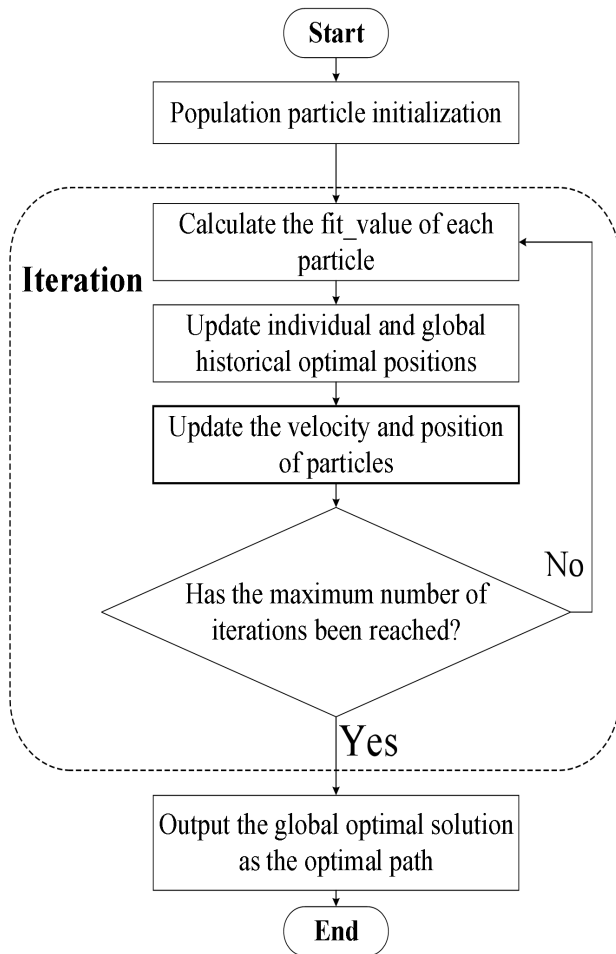 Start
Population particle initialization
Calculate the fit_value of each
particle
Iteration
Update individual and global
historical optimal positions
Update the velocity and position
of particles
No
Has the maximum number of
iterations been reached?
Yes
Output the global optimal solution
as the optimal path
End